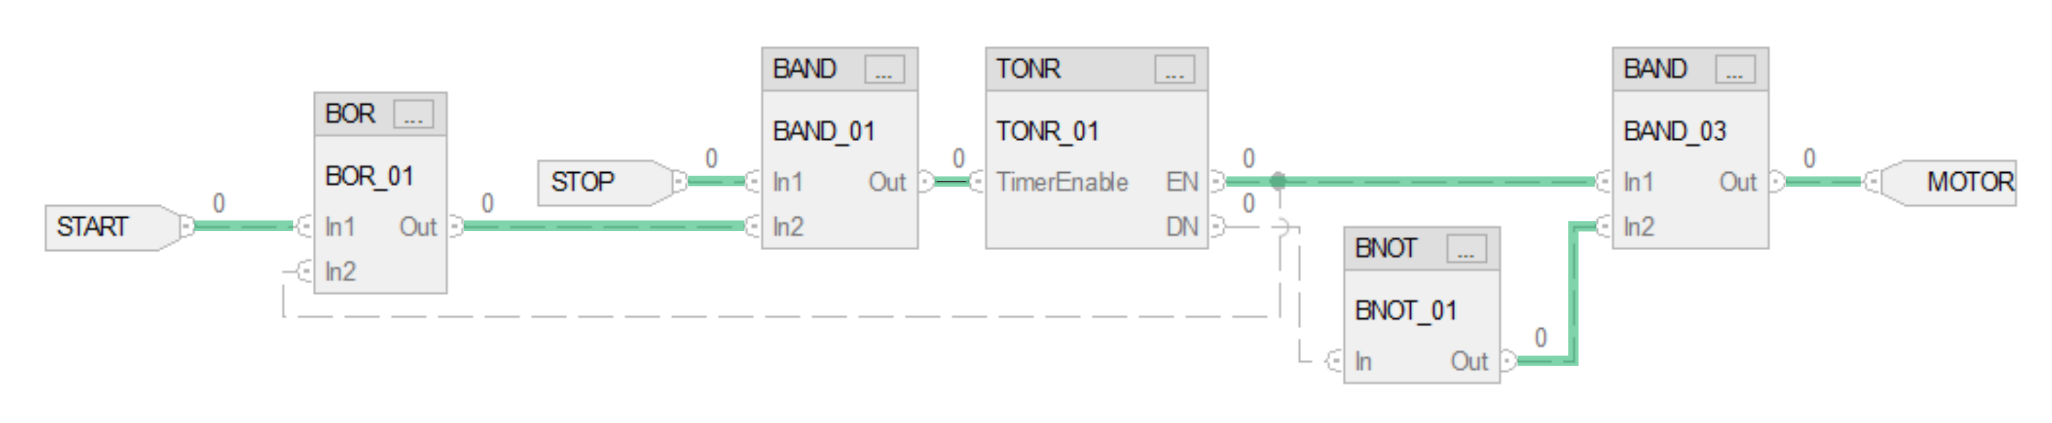 START
0
BOR ...
BOR_01
In1 Out
In2
0
STOP
0
BAND ...
BAND_01
In1 Out
In2
0
TONR ...
TONR_01
TimerEnable EN
DN
0
0
BNOT ...
BNOT_01
In Out
0
BAND ...
BAND_03
In1 Out
In2
0
MOTOR